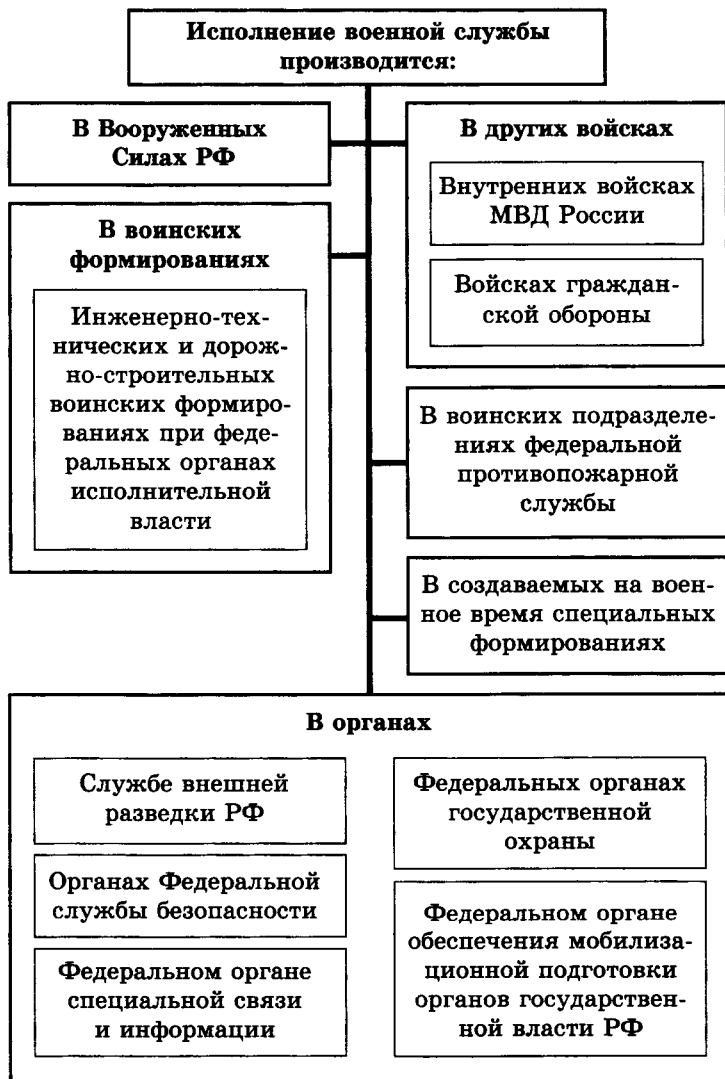 Исполнение военной службы
производится:
В Вооруженных
Силах РФ
В воинских
формированиях
Инженерно-тех-
нических и дорож-
но-строительных
воинских формиро-
ваниях при феде-
ральных органах
исполнительной
власти
В других войсках
Внутренних войсках
МВД России
Войсках граждан-
ской обороны
В воинских подразделе-
ниях федеральной
противопожарной
службы
В создаваемых на воен-
ное время специальных
формированиях
В органах
Службе внешней
разведки РФ
Органах Федеральной
службы безопасности
Федеральном органе
специальной связи
и информации
Федеральных органах
государственной
охраны
Федеральном органе
обеспечения мобилиза-
ционной подготовки
органов государствен-
ной власти РФ